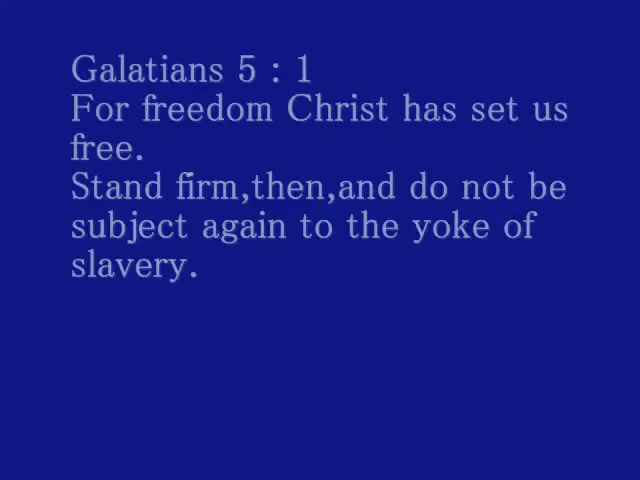 Galatians 5 : 1
For freedom Christ has set us
free.
Stand firm,then,and do not be
subject again to the yoke of
slavery.